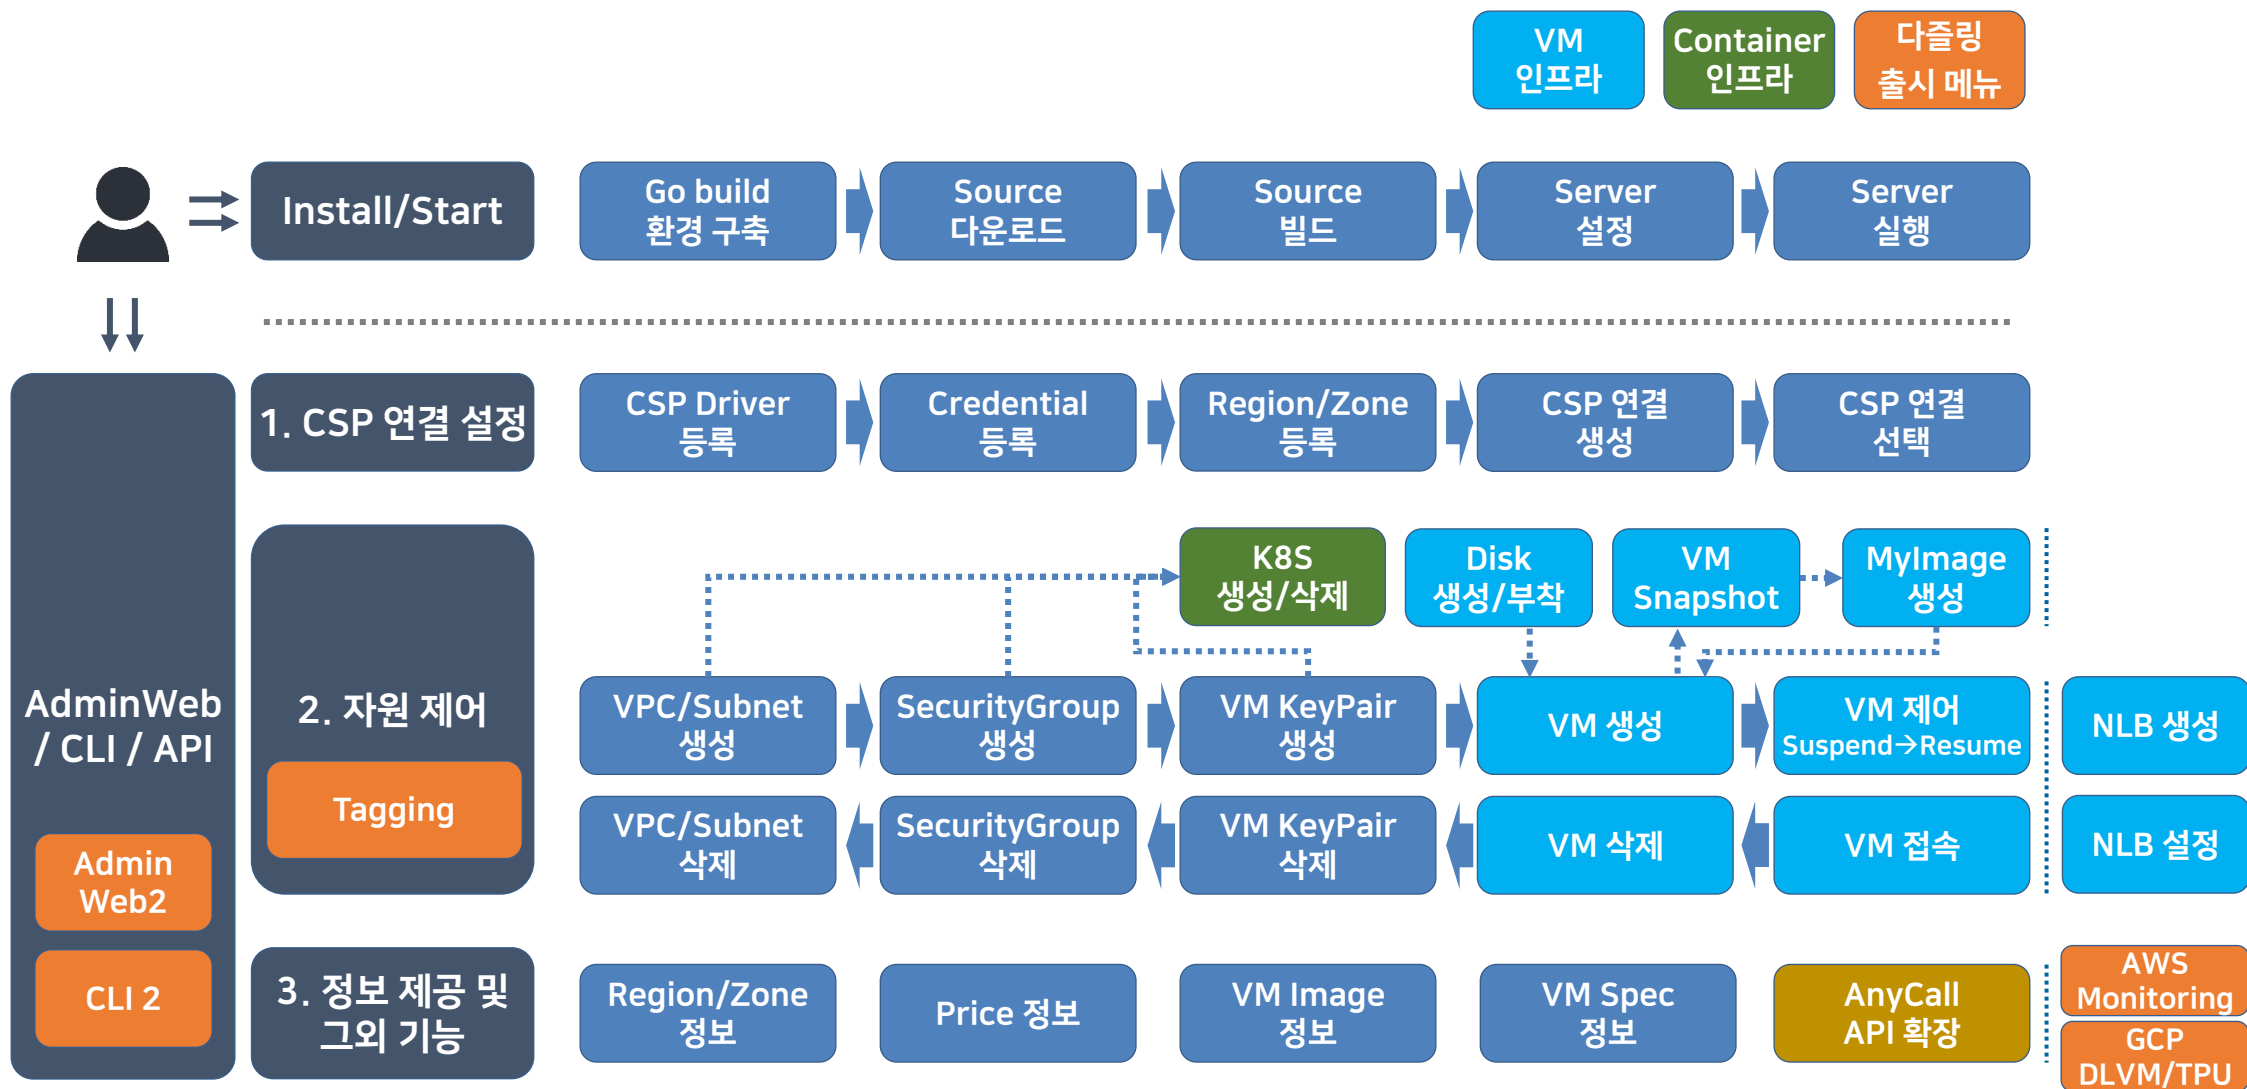 VM
인프라
Container
인프라
다즐링
출시 메뉴
Install/Start
Go build
환경 구축
Source
다운로드
Source
빌드
Server
설정
Server
실행
AdminWeb
/ CLI / API
Admin
Web2
CLI 2
1. CSP 연결 설정
CSP Driver
등록
Credential
등록
Region/Zone
등록
CSP 연결
생성
CSP 연결
선택
2. 자원 제어
Tagging
K8S
생성/삭제
Disk
생성/부착
VM
Snapshot
MyImage
생성
VPC/Subnet
생성
SecurityGroup
생성
VM KeyPair
생성
VM 생성
VM 제어
Suspend→Resume
NLB 생성
VPC/Subnet
삭제
SecurityGroup
삭제
VM KeyPair
삭제
VM 삭제
VM 접속
NLB 설정
3. 정보 제공 및
그외 기능
Region/Zone
정보
Price 정보
VM Image
정보
VM Spec
정보
AnyCall
API 확장
AWS
Monitoring
GCP
DLVM/TPU